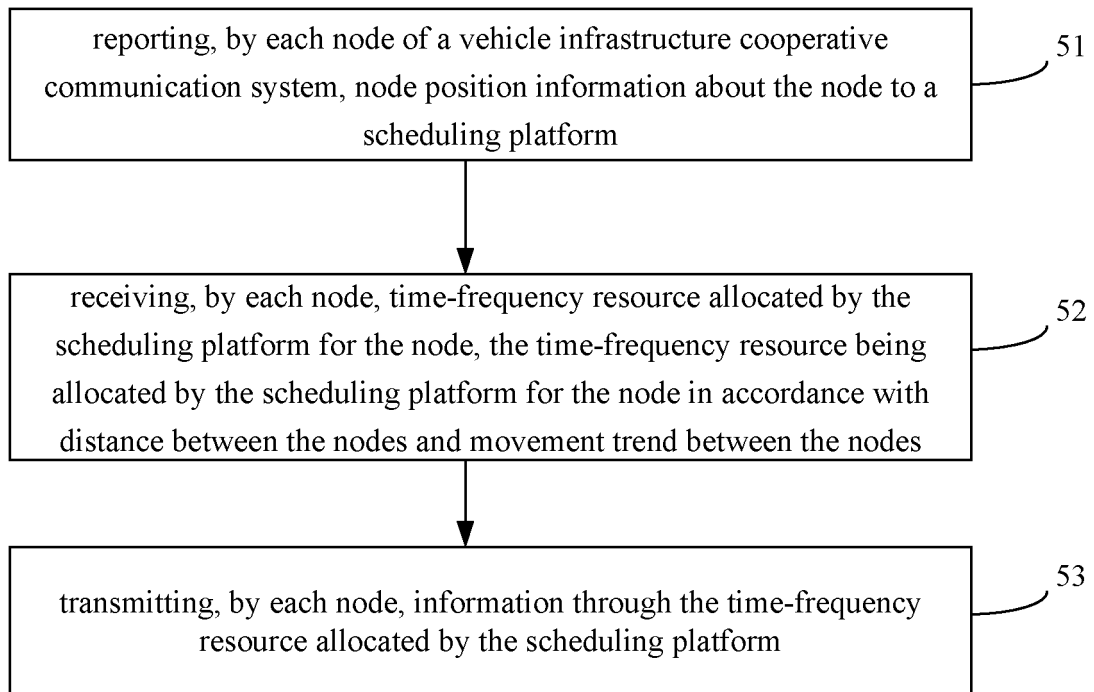 reporting, by each node of a vehicle infrastructure cooperative
communication system, node position information about the node to a
scheduling platform
51
receiving, by each node, time-frequency resource allocated by the
scheduling platform for the node, the time-frequency resource being
allocated by the scheduling platform for the node in accordance with
distance between the nodes and movement trend between the nodes
52
transmitting, by each node, information through the time-frequency
resource allocated by the scheduling platform
53